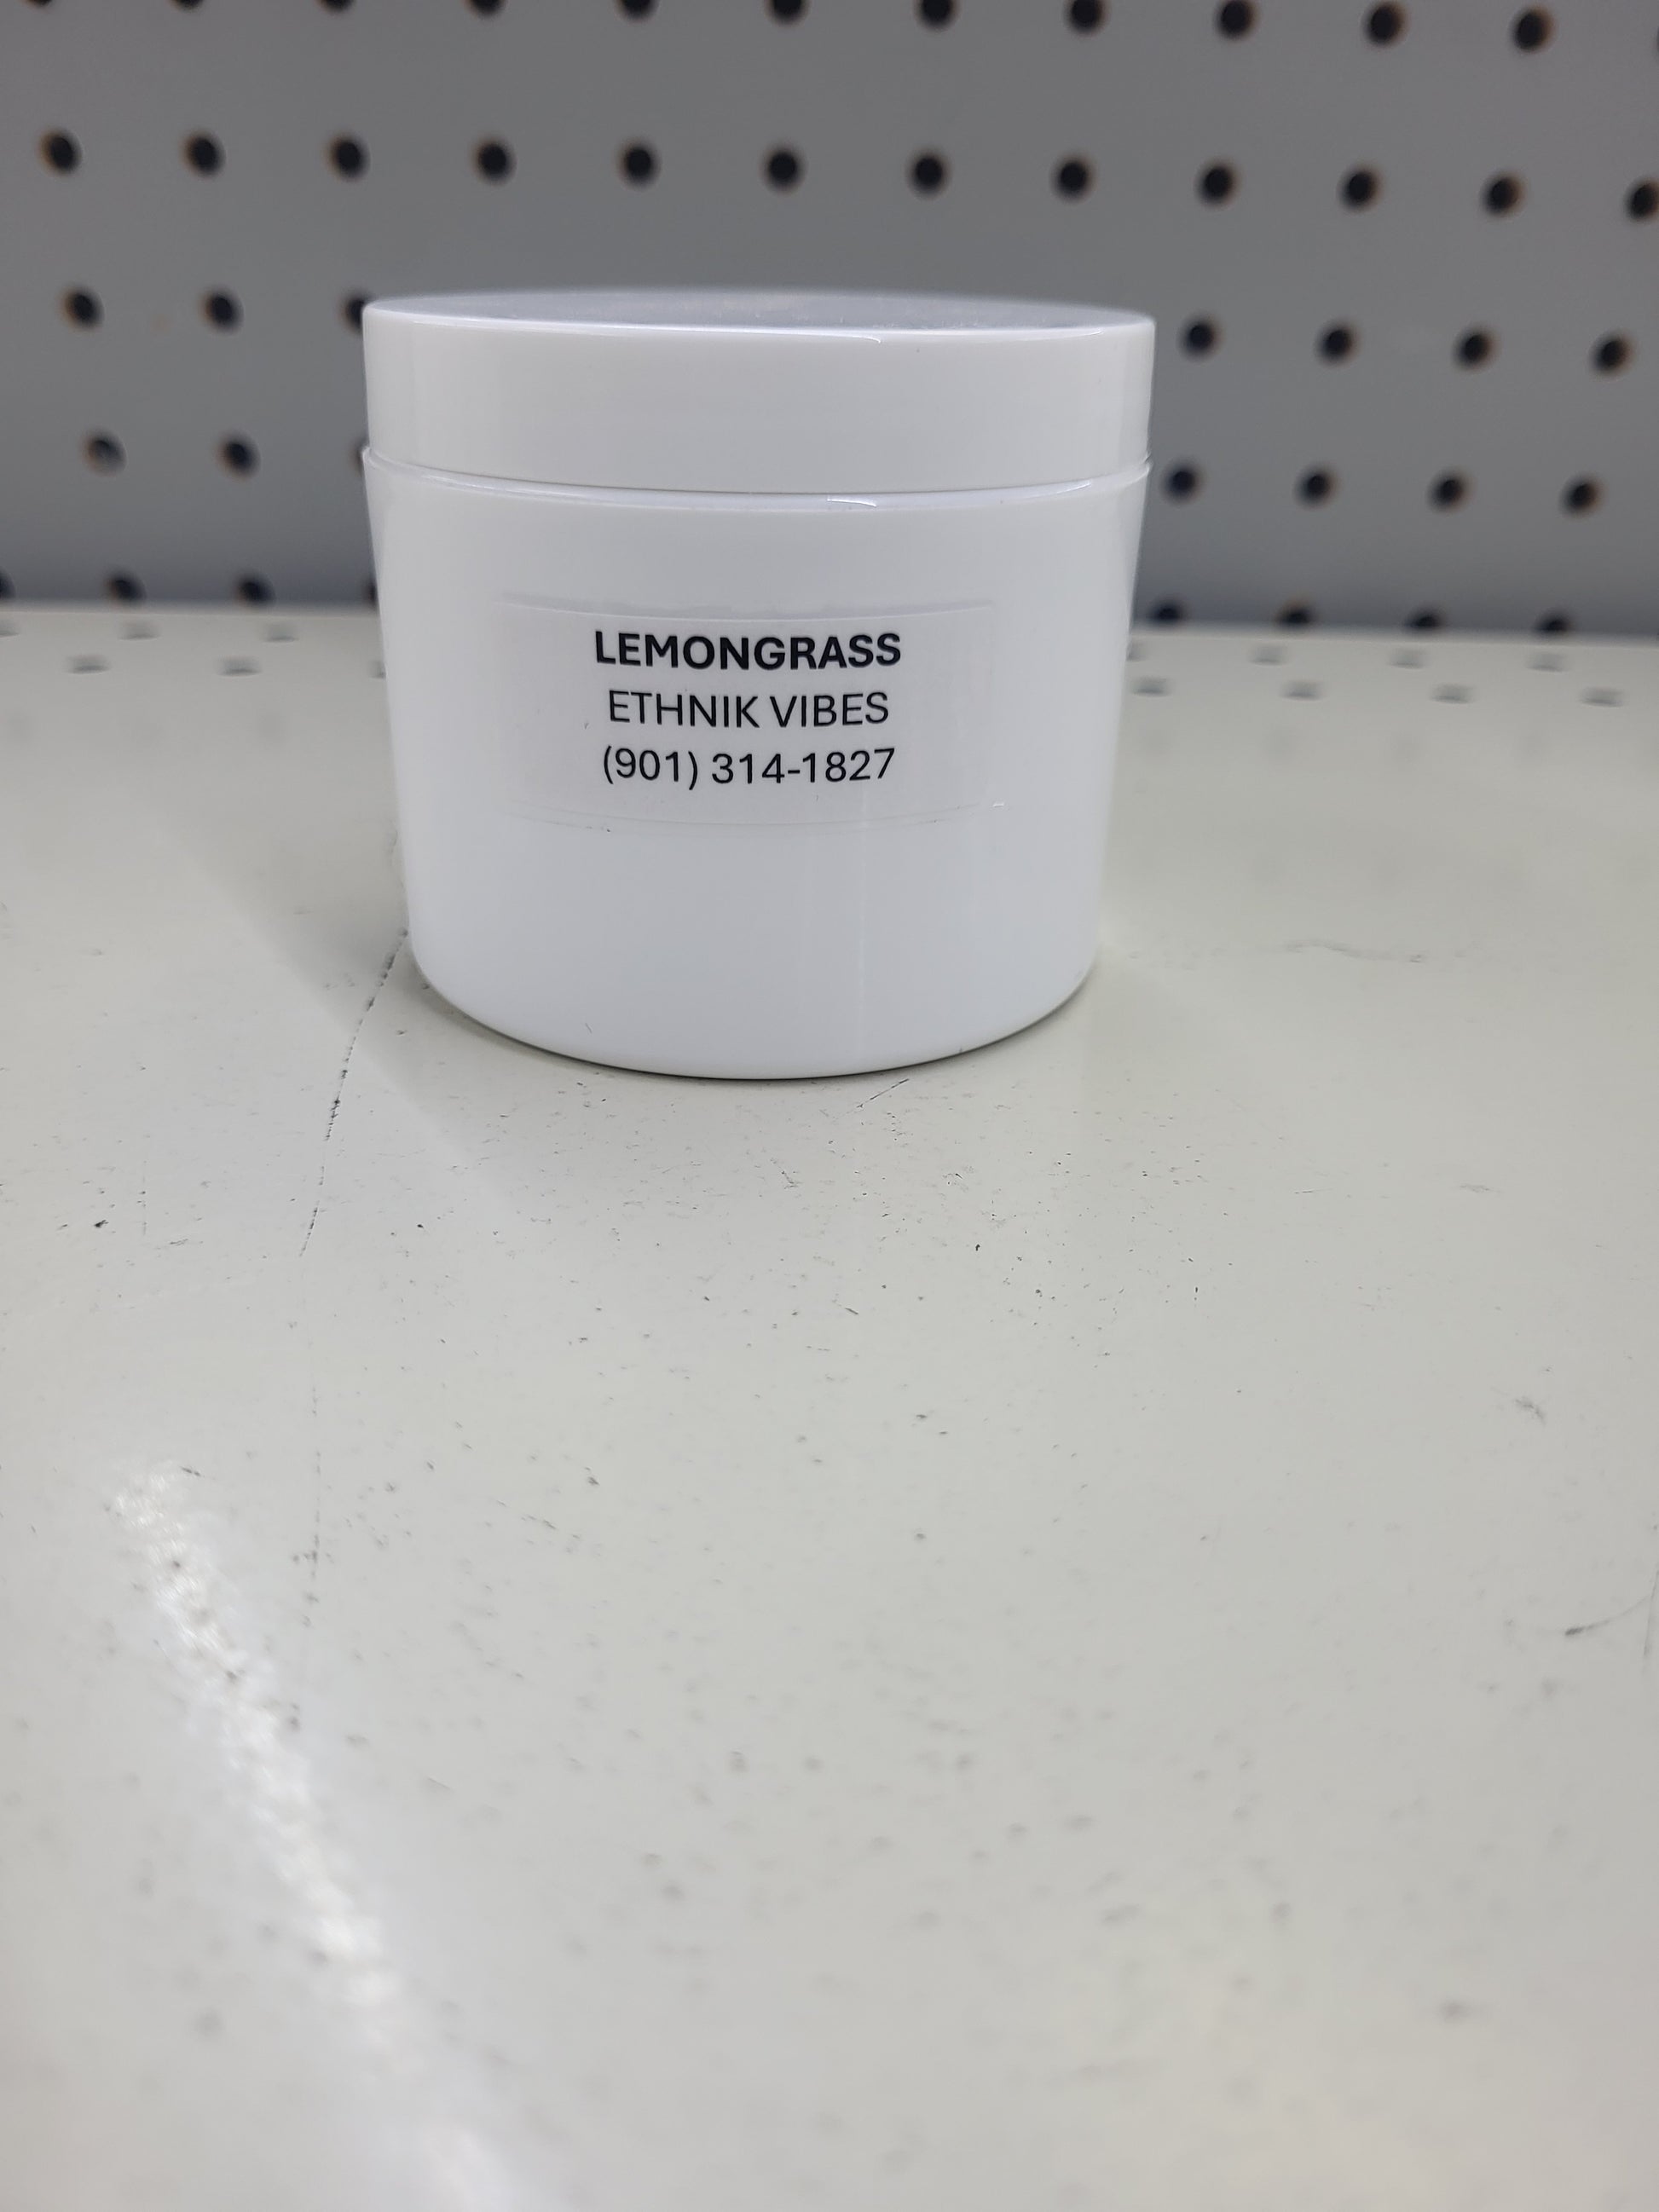 LEMONGRASS
ETHNIK VIBES
(901) 314-1827